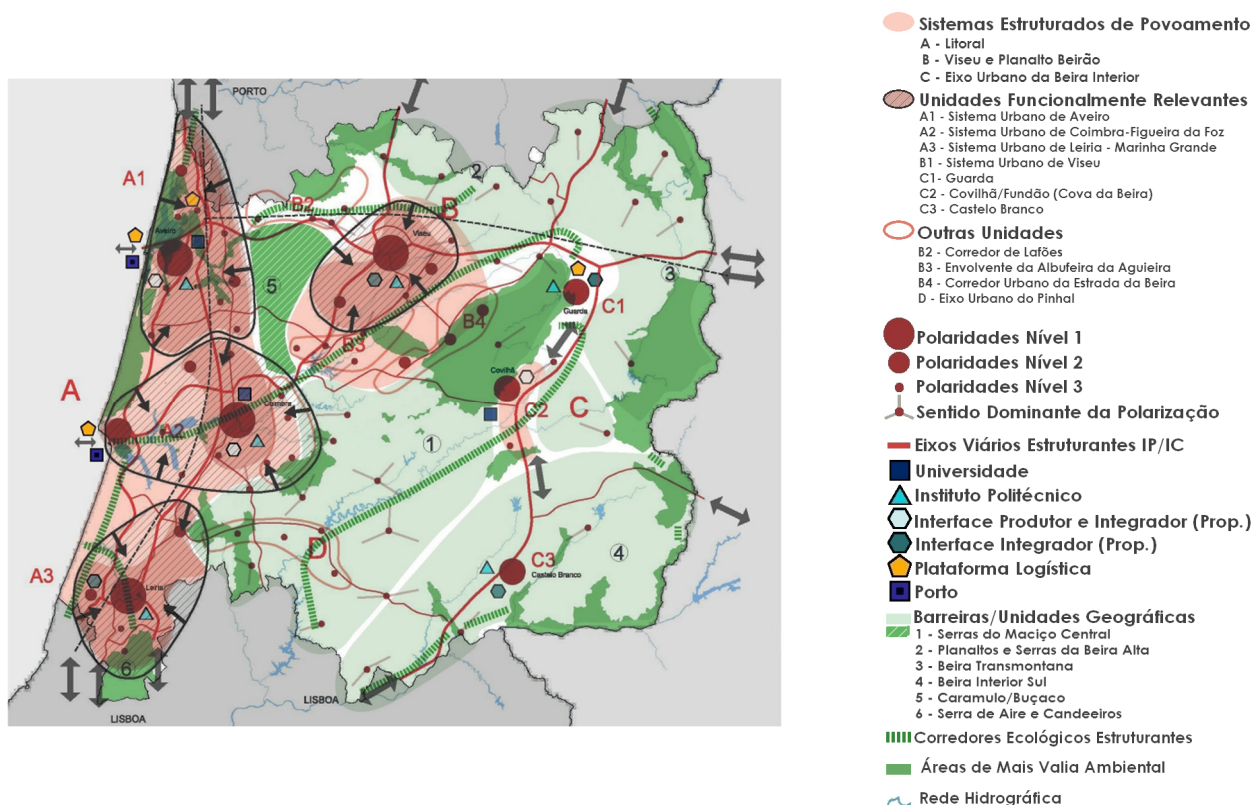 PORTO
A1
Aveiro
A
A2
Coimbra
A3
Leiria
6
LISBOA
LISBOA
B2
B
2
Viseu
5
B3
B4
3
Guarda
C1
Covilhã
C2
C
1
D
C3
Castelo Branco
4
Sistemas Estruturados de Povoamento
A - Litoral
B - Viseu e Planalto Beirão
C - Eixo Urbano da Beira Interior
Unidades Funcionalmente Relevantes
A1 - Sistema Urbano de Aveiro
A2 - Sistema Urbano de Coimbra-Figueira da Foz
A3 - Sistema Urbano de Leiria - Marinha Grande
B1 - Sistema Urbano de Viseu
C1 - Guarda
C2 - Covilhã/Fundão (Cova da Beira)
C3 - Castelo Branco
Outras Unidades
B2 - Corredor de Lafões
B3 - Envolvente da Albufeira da Aguieira
B4 - Corredor Urbano da Estrada da Beira
D - Eixo Urbano do Pinhal
Polaridades Nível 1
Polaridades Nível 2
Polaridades Nível 3
Sentido Dominante da Polarização
Eixos Viários Estruturantes IP/IC
Universidade
Instituto Politécnico
Interface Produtor e Integrador (Prop.)
Interface Integrador (Prop.)
Plataforma Logística
Porto
Barreiras/Unidades Geográficas
1 - Serras do Maciço Central
2 - Planaltos e Serras da Beira Alta
3 - Beira Transmontana
4 - Beira Interior Sul
5 - Caramulo/Buçaco
6 - Serra de Aire e Candeeiros
Corredores Ecológicos Estruturantes
Áreas de Mais Valia Ambiental
Rede Hidrográfica